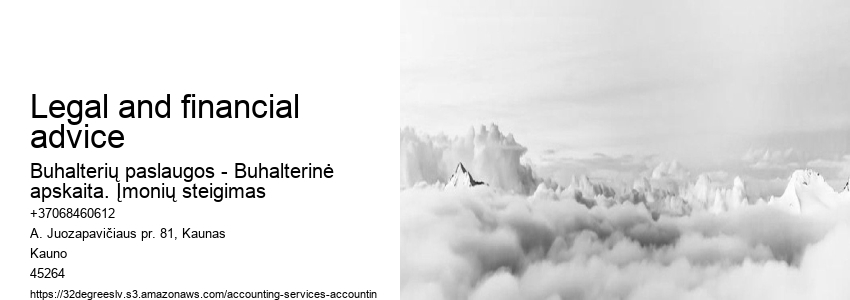 Legal and financial
advice
Buhalterių paslaugos - Buhalterinė
apskaita. Įmonių steigimas
+37068460612
A. Juozapavičiaus pr. 81, Kaunas
Kauno
45264
https://32degreeslv.s3.amazonaws.com/accounting-services-accountin